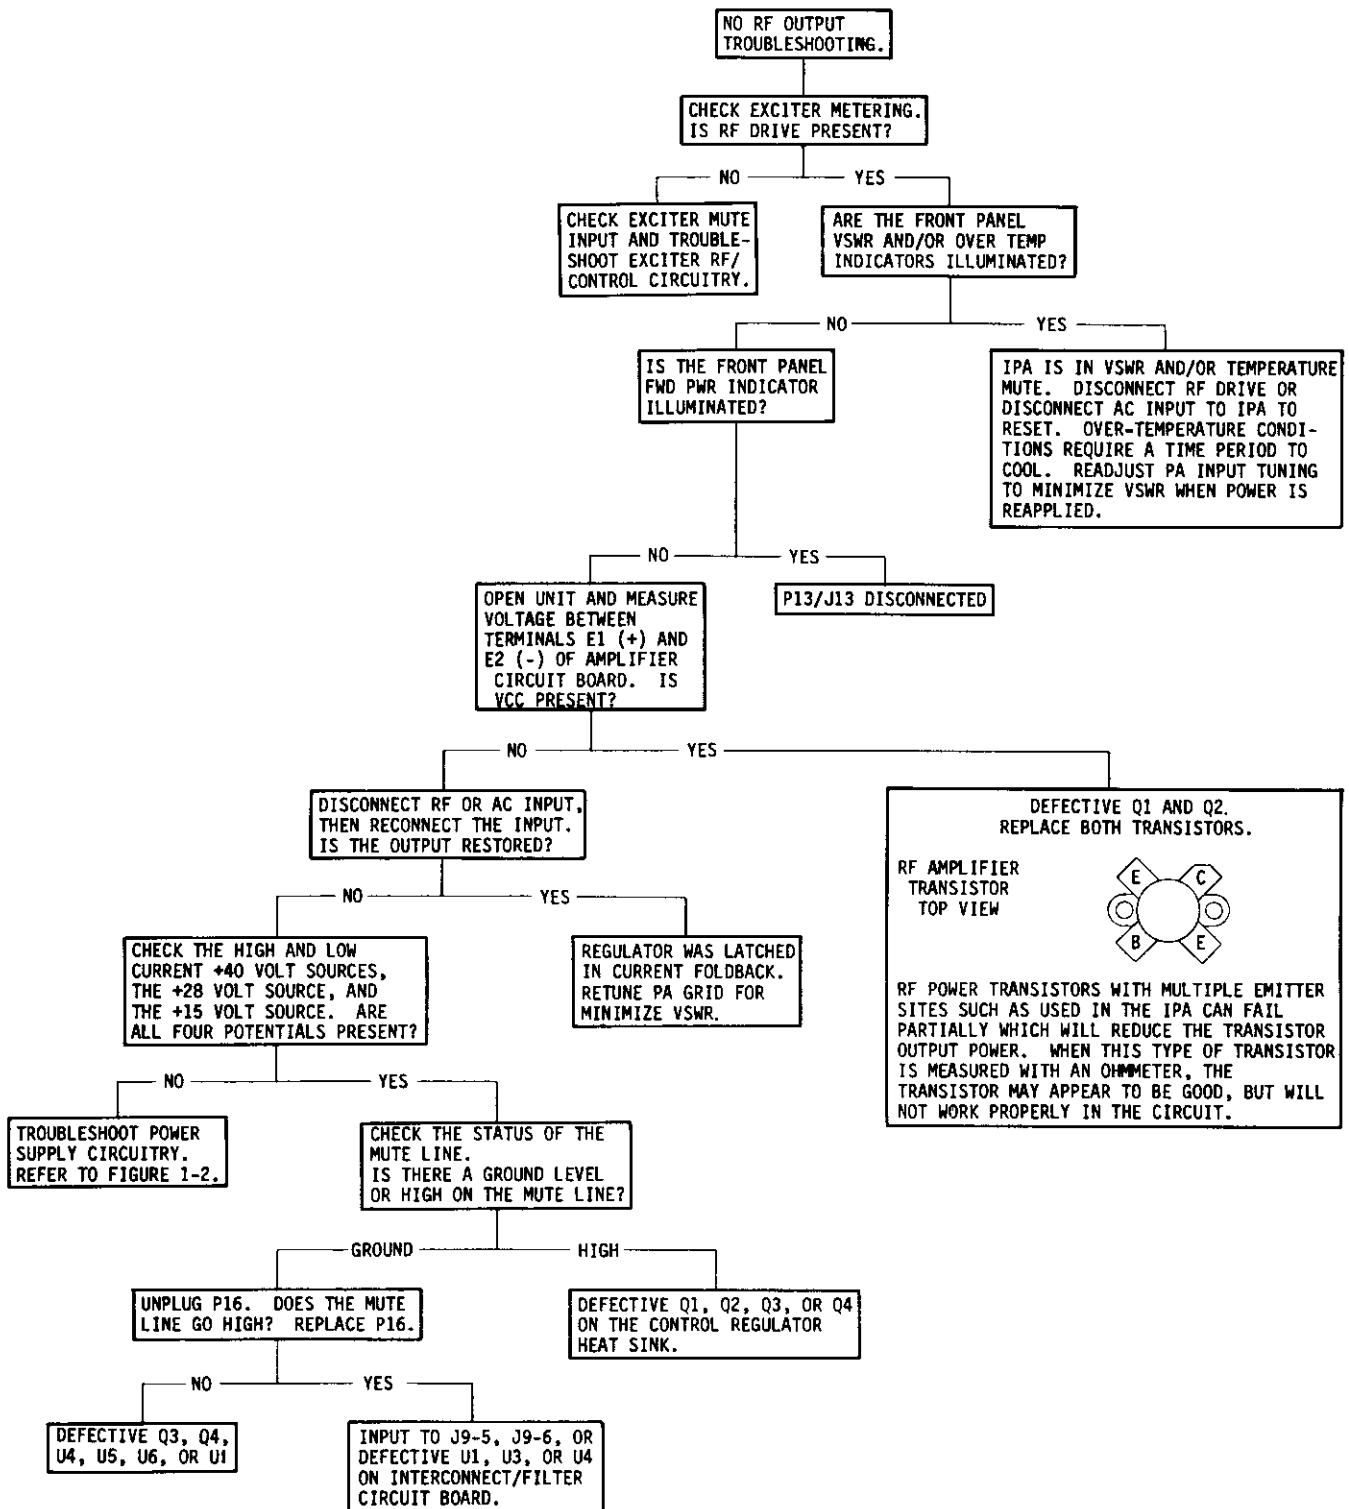 NO RF OUTPUT
TROUBLESHOOTING.
CHECK EXCITER METERING.
IS RF DRIVE PRESENT?
NO
YES
CHECK EXCITER MUTE
INPUT AND TROUBLE-
SHOOT EXCITER RF/
CONTROL CIRCUITRY.
ARE THE FRONT PANEL
VSWR AND/OR OVER TEMP
INDICATORS ILLUMINATED?
NO
YES
IS THE FRONT PANEL
FWD PWR INDICATOR
ILLUMINATED?
IPA IS IN VSWR AND/OR TEMPERATURE
MUTE. DISCONNECT RF DRIVE OR
DISCONNECT AC INPUT TO IPA TO
RESET. OVER-TEMPERATURE CONDI-
TIONS REQUIRE A TIME PERIOD TO
COOL. READJUST PA INPUT TUNING
TO MINIMIZE VSWR WHEN POWER IS
REAPPLIED.
NO
YES
OPEN UNIT AND MEASURE
VOLTAGE BETWEEN
TERMINALS E1 (+) AND
E2 (-) OF AMPLIFIER
CIRCUIT BOARD. IS
VCC PRESENT?
P13/J13 DISCONNECTED
NO
YES
DISCONNECT RF OR AC INPUT,
THEN RECONNECT THE INPUT.
IS THE OUTPUT RESTORED?
DEFECTIVE Q1 AND Q2.
REPLACE BOTH TRANSISTORS.
RF AMPLIFIER
TRANSISTOR
TOP VIEW
E
C
B
E
RF POWER TRANSISTORS WITH MULTIPLE EMITTER
SITES SUCH AS USED IN THE IPA CAN FAIL
PARTIALLY WHICH WILL REDUCE THE TRANSISTOR
OUTPUT POWER. WHEN THIS TYPE OF TRANSISTOR
IS MEASURED WITH AN OHMMETER, THE
TRANSISTOR MAY APPEAR TO BE GOOD, BUT WILL
NOT WORK PROPERLY IN THE CIRCUIT.
NO
YES
CHECK THE HIGH AND LOW
CURRENT +40 VOLT SOURCES,
THE +28 VOLT SOURCE, AND
THE +15 VOLT SOURCE. ARE
ALL FOUR POTENTIALS PRESENT?
REGULATOR WAS LATCHED
IN CURRENT FOLDBACK.
RETUNE PA GRID FOR
MINIMIZE VSWR.
NO
YES
TROUBLESHOOT POWER
SUPPLY CIRCUITRY.
REFER TO FIGURE 1-2.
CHECK THE STATUS OF THE
MUTE LINE.
IS THERE A GROUND LEVEL
OR HIGH ON THE MUTE LINE?
GROUND
HIGH
UNPLUG P16. DOES THE MUTE
LINE GO HIGH? REPLACE P16.
DEFECTIVE Q1, Q2, Q3, OR Q4
ON THE CONTROL REGULATOR
HEAT SINK.
NO
YES
DEFECTIVE Q3, Q4,
U4, U5, U6, OR U1
INPUT TO J9-5, J9-6, OR
DEFECTIVE U1, U3, OR U4
ON INTERCONNECT/FILTER
CIRCUIT BOARD.